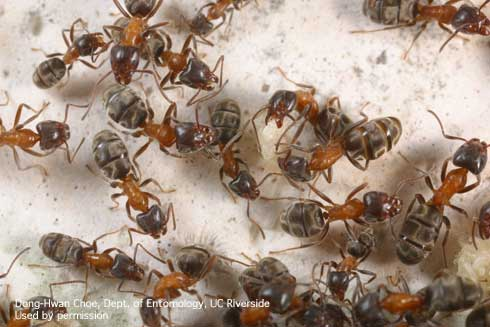 Dong-Hwan Choe, Dept. of Entomology, UC Riverside
Used by permission